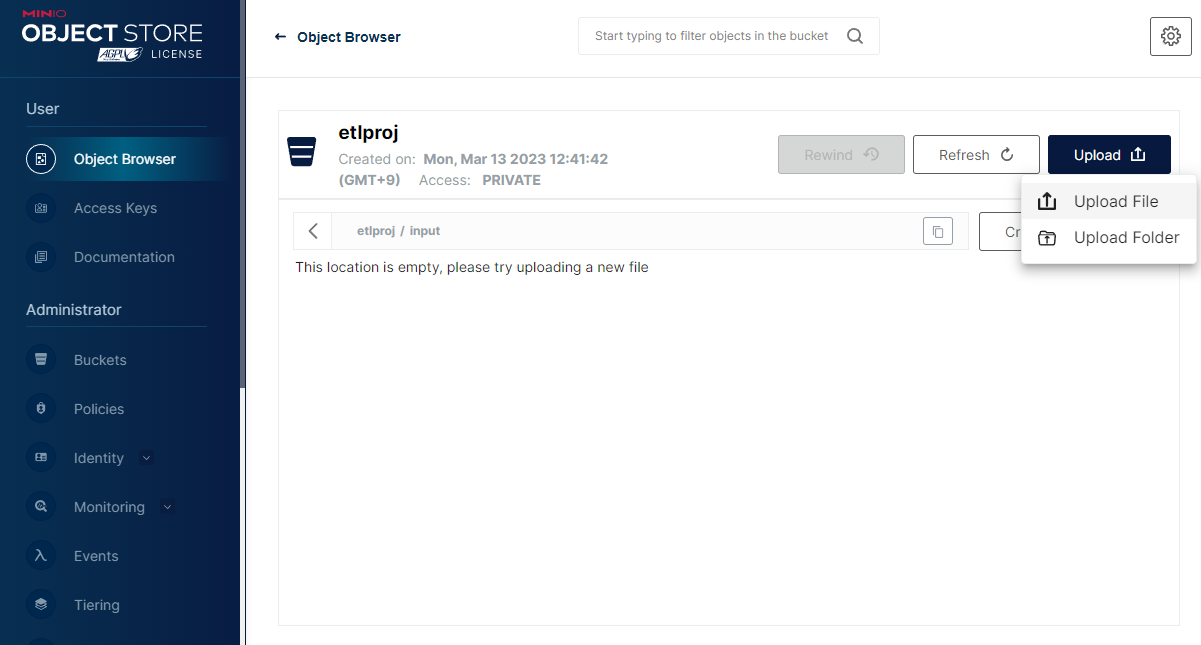 MINIO
OBJECT STORE
AGPLv3 LICENSE
User
Object Browser
Access Keys
Documentation
Administrator
Buckets
Policies
Identity
Monitoring
Events
Tiering
Object Browser
Start typing to filter objects in the bucket
etlproj
Created on: Mon, Mar 13 2023 12:41:42
(GMT+9) Access: PRIVATE
Rewind
Refresh
Upload
Upload File
Upload Folder
etlproj / input
Cr
This location is empty, please try uploading a new file